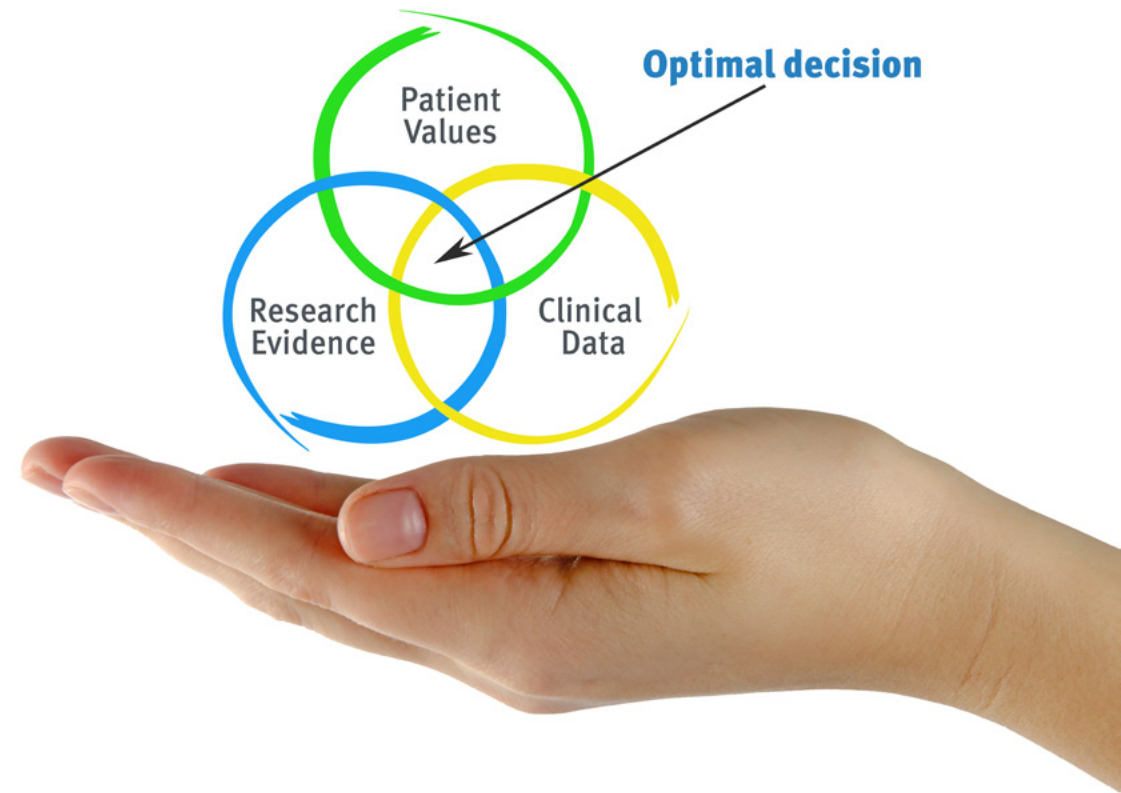 Optimal decision
Patient
Values
Research
Evidence
Clinical
Data